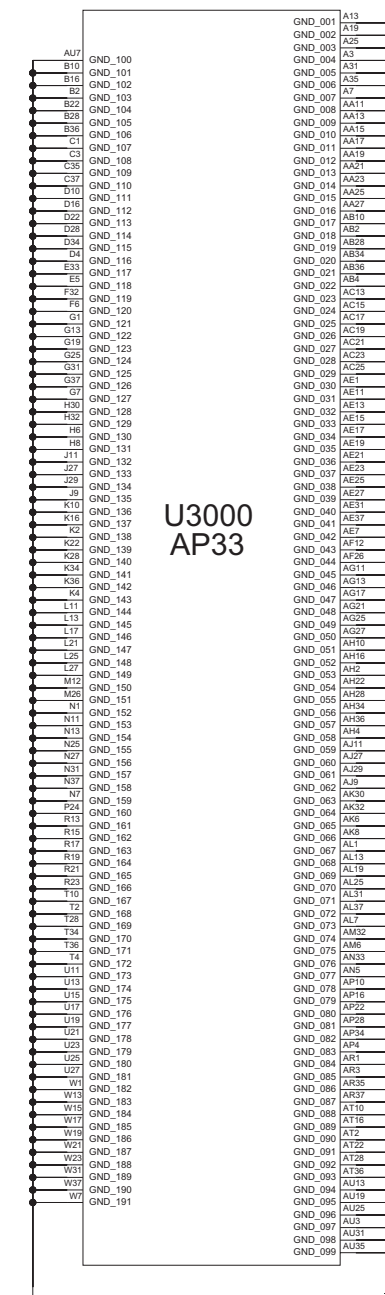 AU7 GND_100
B10 GND_101
B16 GND_102
B2 GND_103
B22 GND_104
B28 GND_105
B36 GND_106
C1 GND_107
C3 GND_108
C35 GND_109
C37 GND_110
D10 GND_111
D16 GND_112
D22 GND_113
D28 GND_114
D34 GND_115
D4 GND_116
E33 GND_117
E5 GND_118
F32 GND_119
F6 GND_120
G1 GND_121
G13 GND_122
G19 GND_123
G25 GND_124
G31 GND_125
G37 GND_126
G7 GND_127
H30 GND_128
H32 GND_129
H6 GND_130
H8 GND_131
J11 GND_132
J27 GND_133
J29 GND_134
J9 GND_135
K10 GND_136
K16 GND_137
K2 GND_138
K22 GND_139
K28 GND_140
K34 GND_141
K36 GND_142
K4 GND_143
L11 GND_144
L13 GND_145
L17 GND_146
L21 GND_147
L25 GND_148
L27 GND_149
M12 GND_150
M26 GND_151
N1 GND_152
N11 GND_153
N13 GND_154
N25 GND_155
N27 GND_156
N31 GND_157
N37 GND_158
N7 GND_159
P24 GND_160
R13 GND_161
R15 GND_162
R17 GND_163
R19 GND_164
R21 GND_165
R23 GND_166
T10 GND_167
T2 GND_168
T28 GND_169
T34 GND_170
T36 GND_171
T4 GND_172
U11 GND_173
U13 GND_174
U15 GND_175
U17 GND_176
U19 GND_177
U21 GND_178
U23 GND_179
U25 GND_180
U27 GND_181
W1 GND_182
W13 GND_183
W15 GND_184
W17 GND_185
W19 GND_186
W21 GND_187
W23 GND_188
W31 GND_189
W37 GND_190
W7 GND_191
U3000
AP33
GND_001 A13
GND_002 A19
GND_003 A25
GND_004 A3
GND_005 A31
GND_006 A35
GND_007 A7
GND_008 AA11
GND_009 AA13
GND_010 AA15
GND_011 AA17
GND_012 AA19
GND_013 AA21
GND_014 AA23
GND_015 AA25
GND_016 AA27
GND_017 AB10
GND_018 AB2
GND_019 AB28
GND_020 AB34
GND_021 AB36
GND_022 AB4
GND_023 AC13
GND_024 AC15
GND_025 AC17
GND_026 AC19
GND_027 AC21
GND_028 AC23
GND_029 AC25
GND_030 AE1
GND_031 AE11
GND_032 AE13
GND_033 AE15
GND_034 AE17
GND_035 AE19
GND_036 AE21
GND_037 AE23
GND_038 AE25
GND_039 AE27
GND_040 AE31
GND_041 AE37
GND_042 AE7
GND_043 AF12
GND_044 AF26
GND_045 AG11
GND_046 AG13
GND_047 AG17
GND_048 AG21
GND_049 AG25
GND_050 AG27
GND_051 AH10
GND_052 AH16
GND_053 AH2
GND_054 AH22
GND_055 AH28
GND_056 AH34
GND_057 AH36
GND_058 AH4
GND_059 AJ11
GND_060 AJ27
GND_061 AJ29
GND_062 AJ9
GND_063 AK30
GND_064 AK32
GND_065 AK6
GND_066 AK8
GND_067 AL1
GND_068 AL13
GND_069 AL19
GND_070 AL25
GND_071 AL31
GND_072 AL37
GND_073 AL7
GND_074 AM32
GND_075 AM6
GND_076 AN33
GND_077 AN5
GND_078 AP10
GND_079 AP16
GND_080 AP22
GND_081 AP28
GND_082 AP34
GND_083 AP4
GND_084 AR1
GND_085 AR3
GND_086 AR35
GND_087 AR37
GND_088 AT10
GND_089 AT16
GND_090 AT2
GND_091 AT22
GND_092 AT28
GND_093 AT36
GND_094 AU13
GND_095 AU19
GND_096 AU25
GND_097 AU3
GND_098 AU31
GND_099 AU35